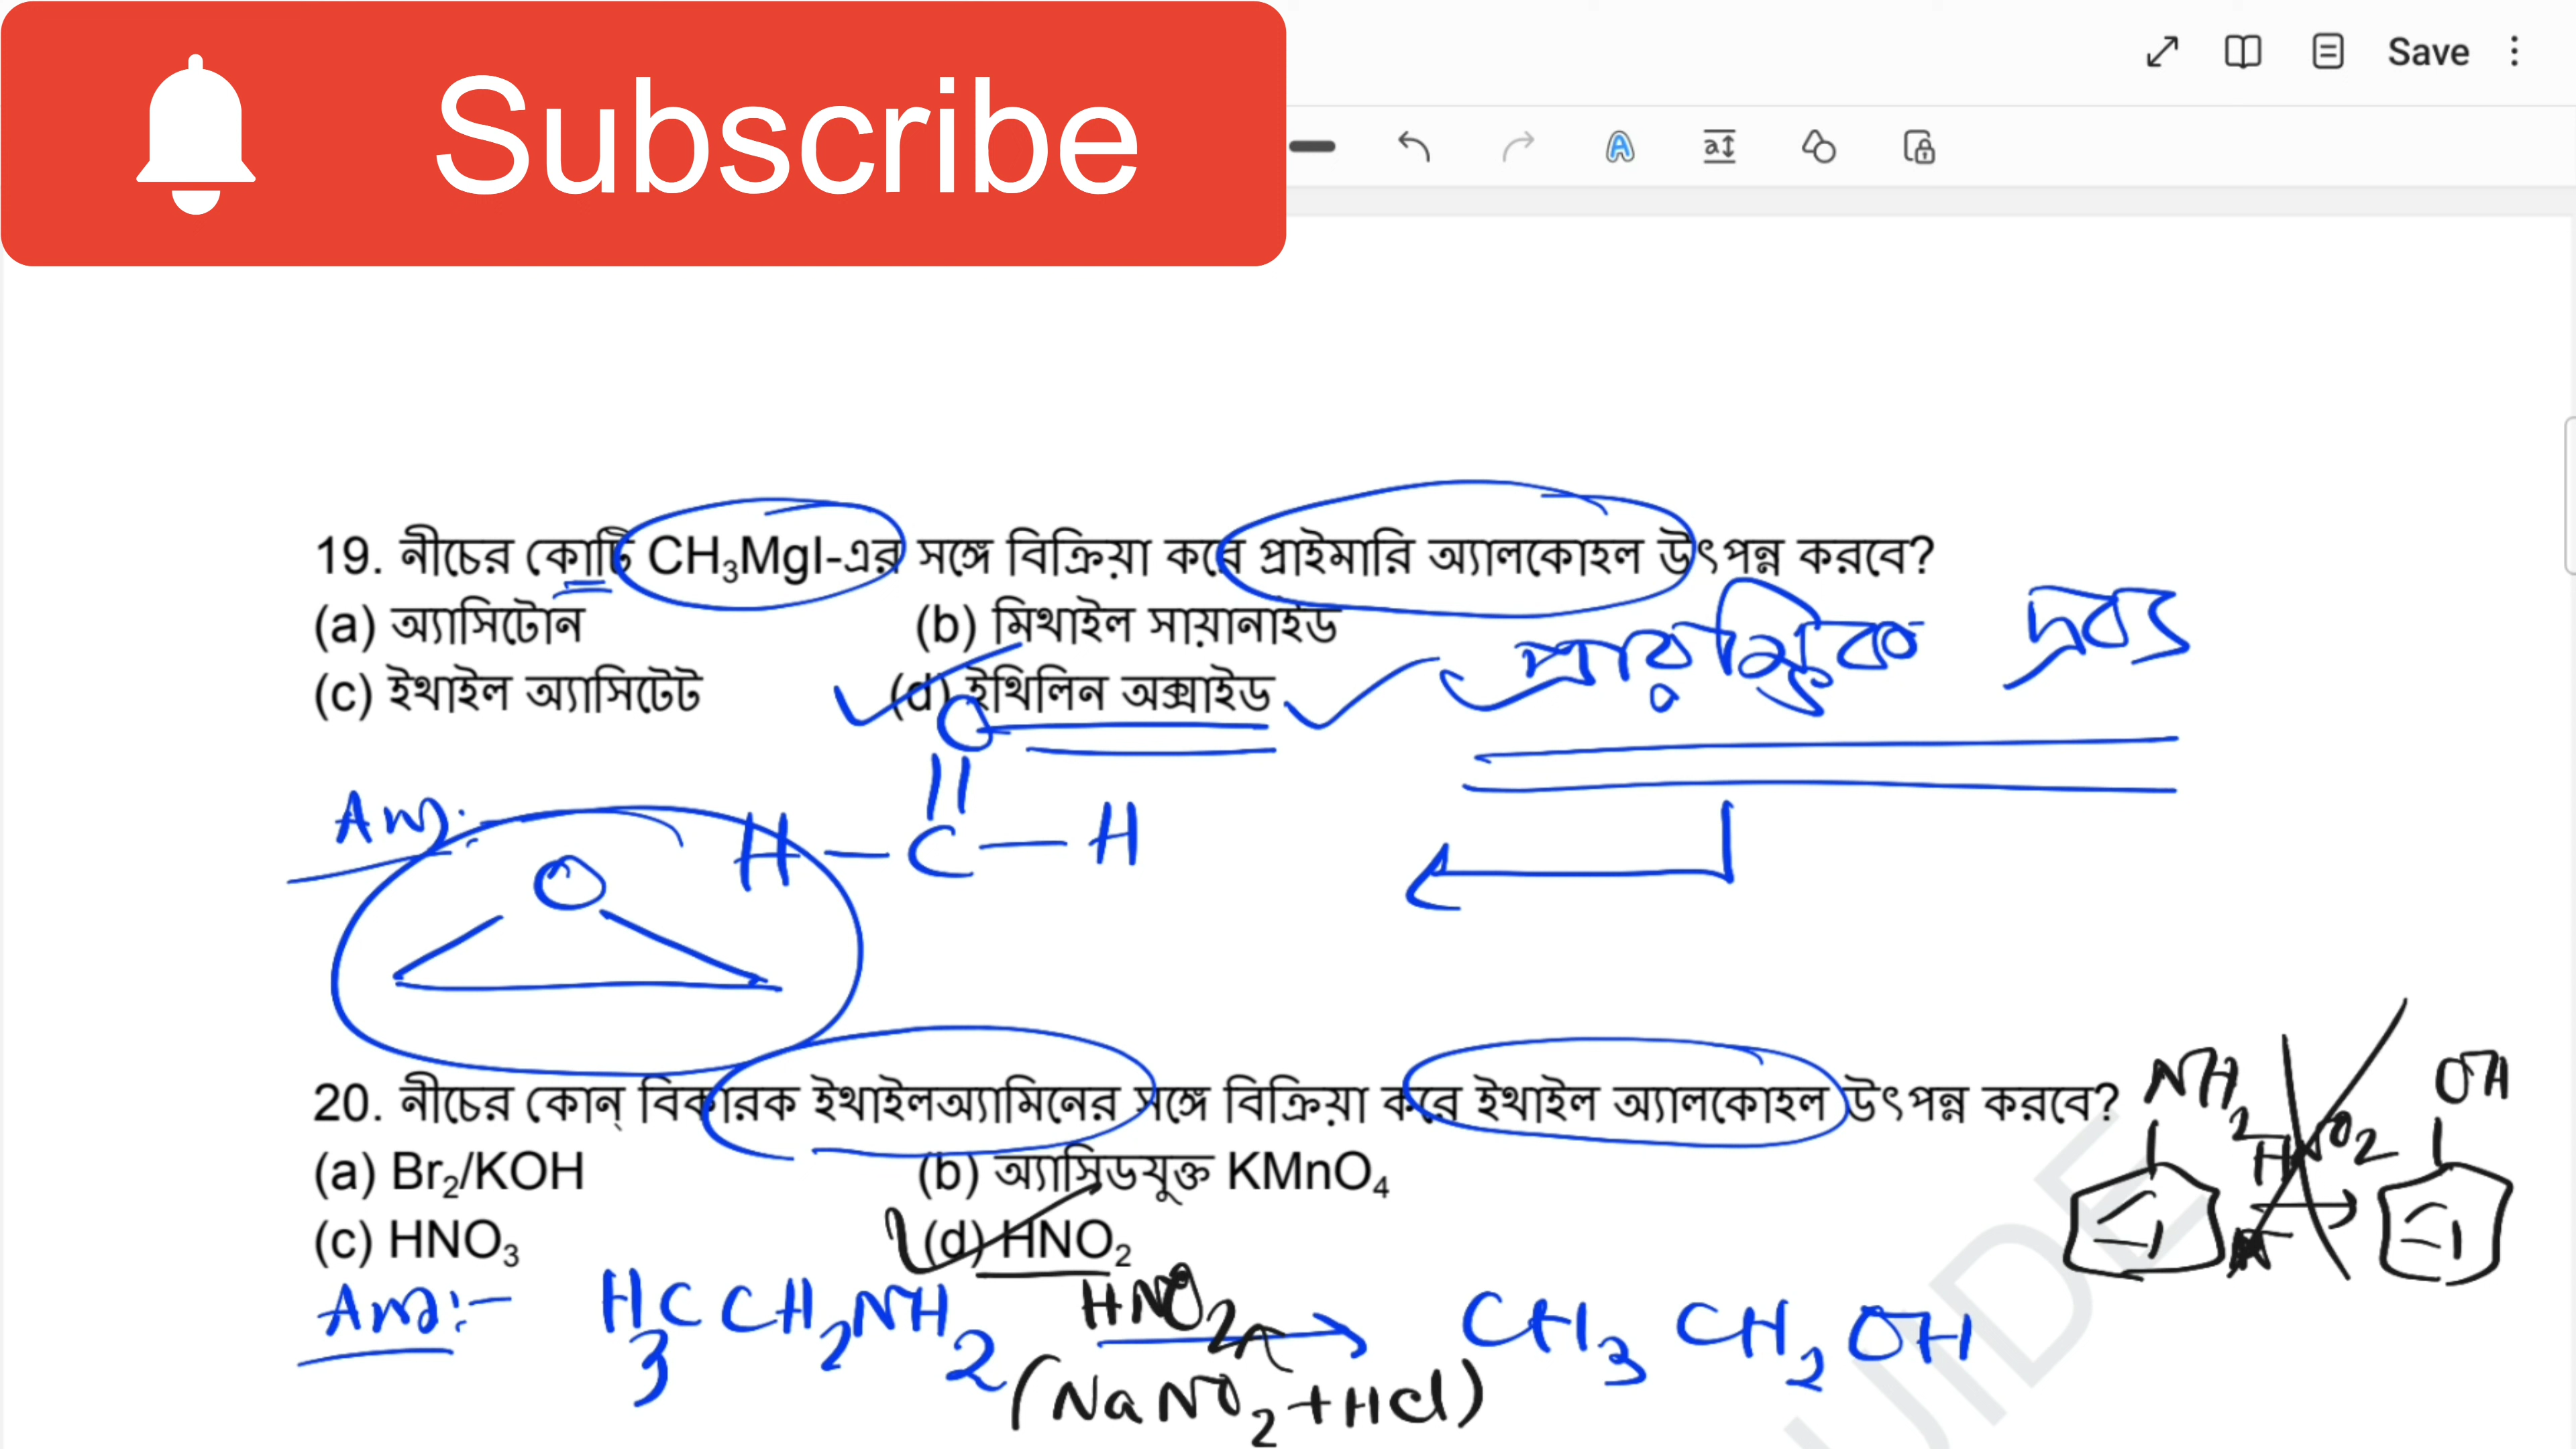 Subscribe
Save
19. নীচের কোনটি CH₃MgI-এর সঙ্গে বিক্রিয়া করে প্রাইমারি অ্যালকোহল উৎপন্ন করবে?
(a) অ্যাসিটোন (b) মিথাইল সায়ানাইড
(c) ইথাইল অ্যাসিটেট (d) ইথিলিন অক্সাইড
প্রারম্ভিক দ্রব্য
Ans:
O
H–C–H
O
20. নীচের কোন্ বিকারক ইথাইলঅ্যামিনের সঙ্গে বিক্রিয়া করে ইথাইল অ্যালকোহল উৎপন্ন করবে?
NH₂ HNO₂ OH
(a) Br₂/KOH (b) অ্যাসিডযুক্ত KMnO₄
(c) HNO₃ (d) HNO₂
Ans:- H₃C CH₂NH₂ HNO₂ → CH₃ CH₂OH
(NaNO₂+HCl)